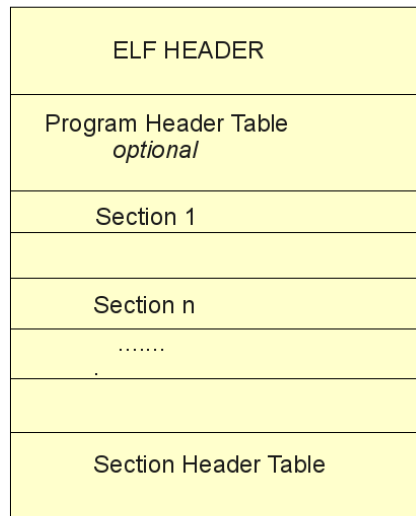 ELF HEADER
Program Header Table
optional
Section 1
Section n
.......
.
Section Header Table